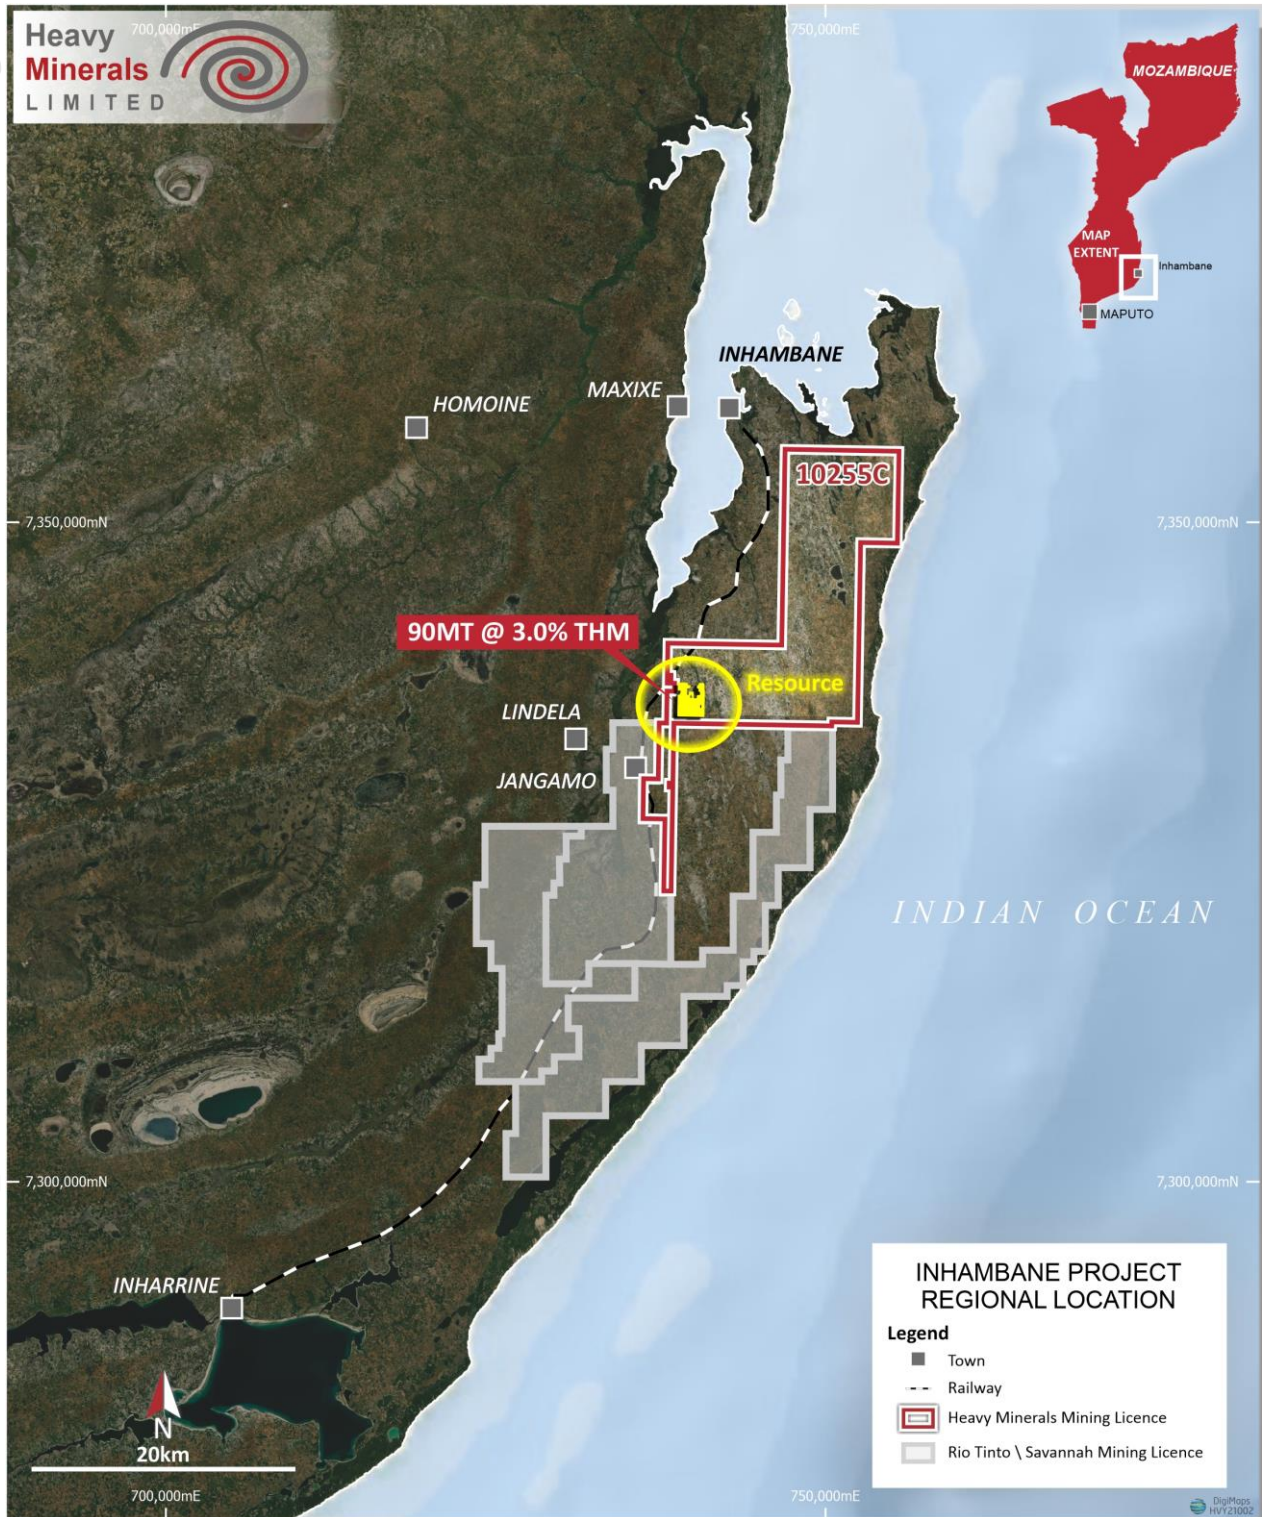 700,000mE
750,000mE
Heavy
Minerals
LIMITED
MOZAMBIQUE
MAP
EXTENT
Inhambane
MAPUTO
INHAMBANE
MAXIXE
HOMOINE
10255C
7,350,000mN
7,350,000mN
90MT @ 3.0% THM
Resource
LINDELA
JANGAMO
INDIAN OCEAN
7,300,000mN
7,300,000mN
INHARRINE
INHAMBANE PROJECT
REGIONAL LOCATION
Legend
Town
Railway
Heavy Minerals Mining Licence
Rio Tinto \ Savannah Mining Licence
N
20km
700,000mE
750,000mE
DigiMaps
HVY21002